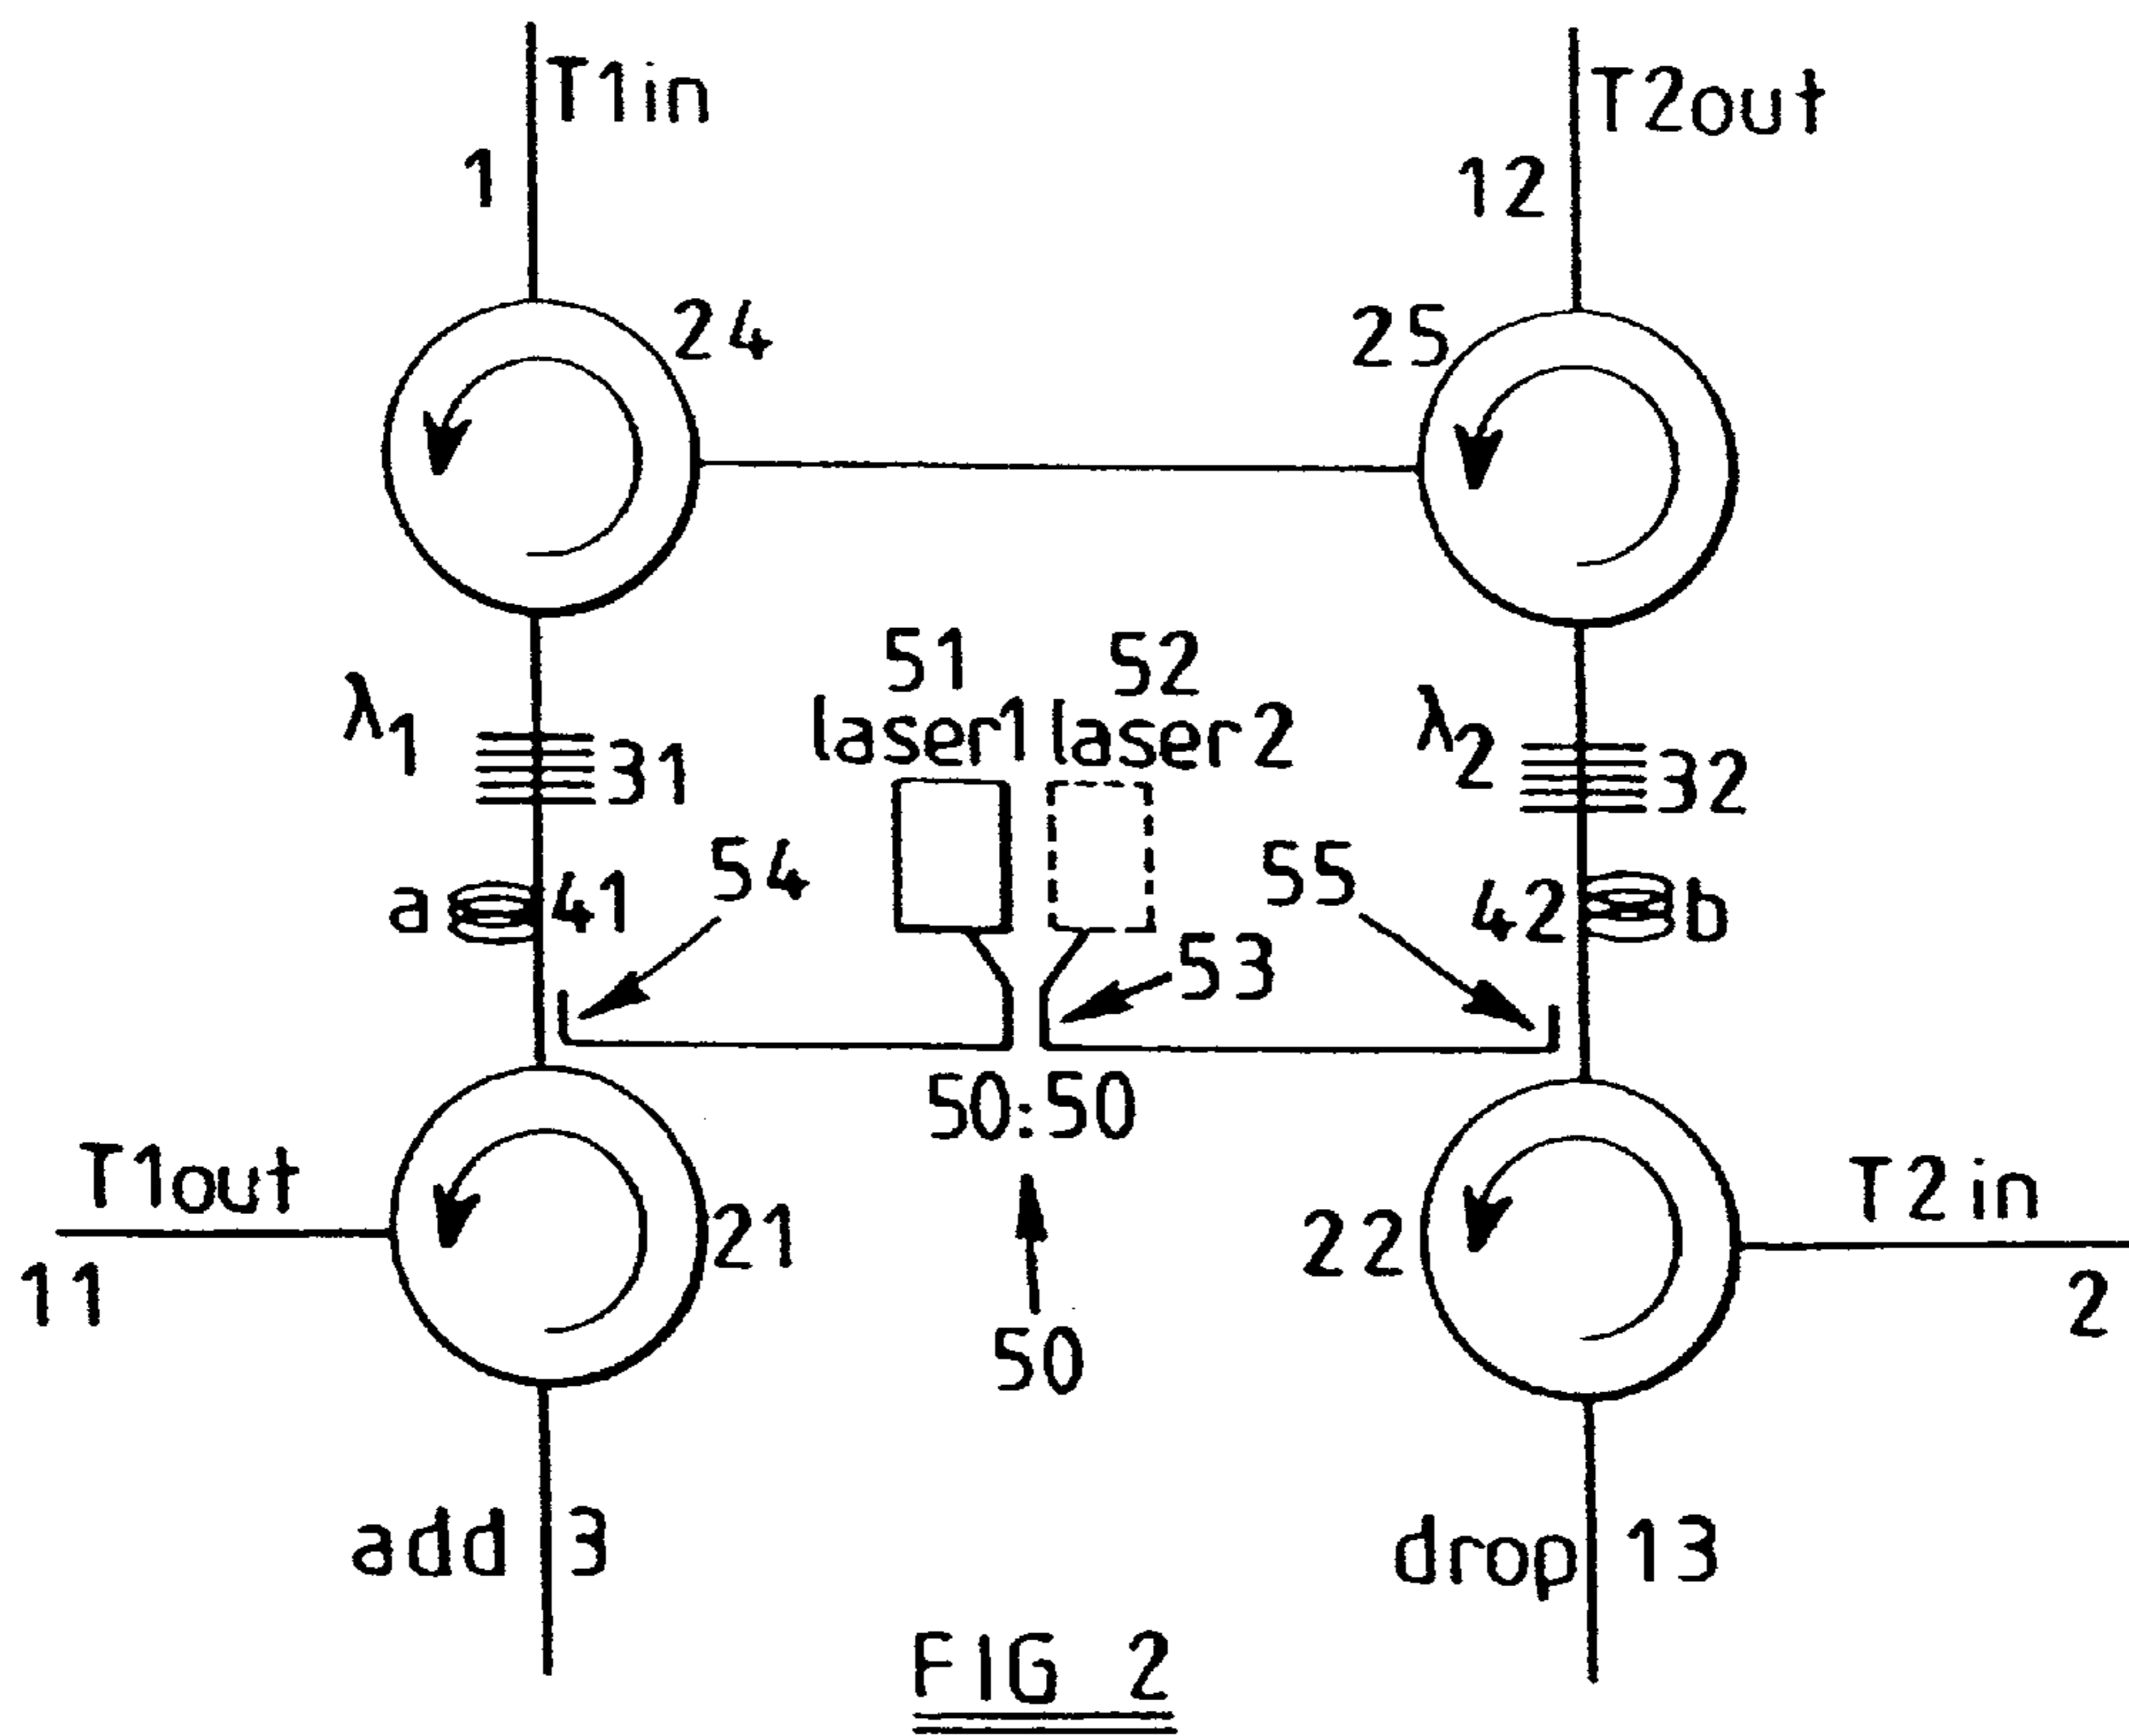 T1in
T2out
1
12
24
25
51
52
λ1
laser1
laser2
λ2
31
32
54
55
a
41
42
b
53
50:50
T1out
T2in
21
22
11
2
50
add
3
drop
13
FIG 2